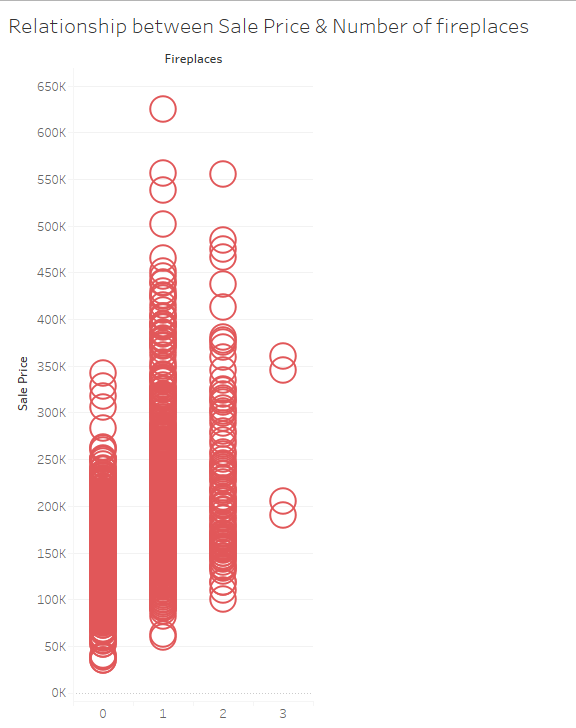 Relationship between Sale Price & Number of fireplaces
Fireplaces
Sale Price
650K
600K
550K
500K
450K
400K
350K
300K
250K
200K
150K
100K
50K
0K
0 1 2 3